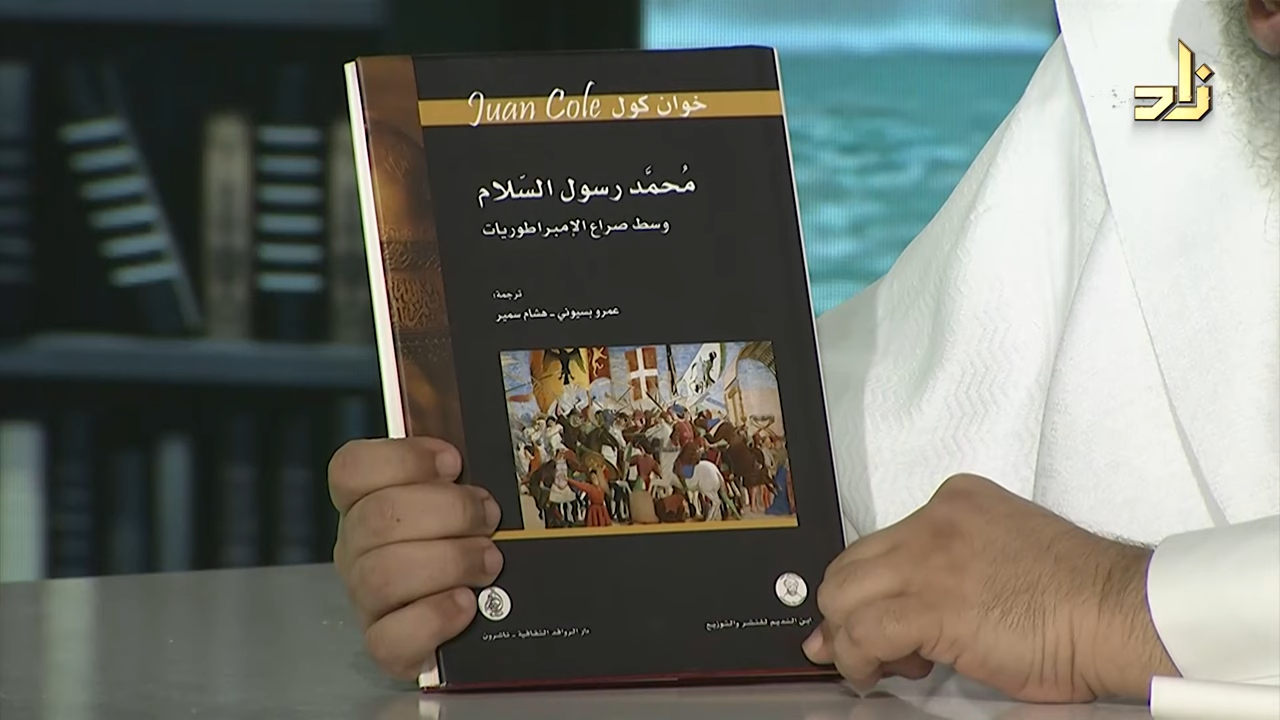 زاد
Juan Cole خوان كول
مُحمَّد رسول السَّلام
وسط صراع الإمبراطوريات
ترجمة:
عمرو بسيوني - هشام سمير
ابن النديم للنشر والتوزيع
دار الروافد الثقافية - ناشرون